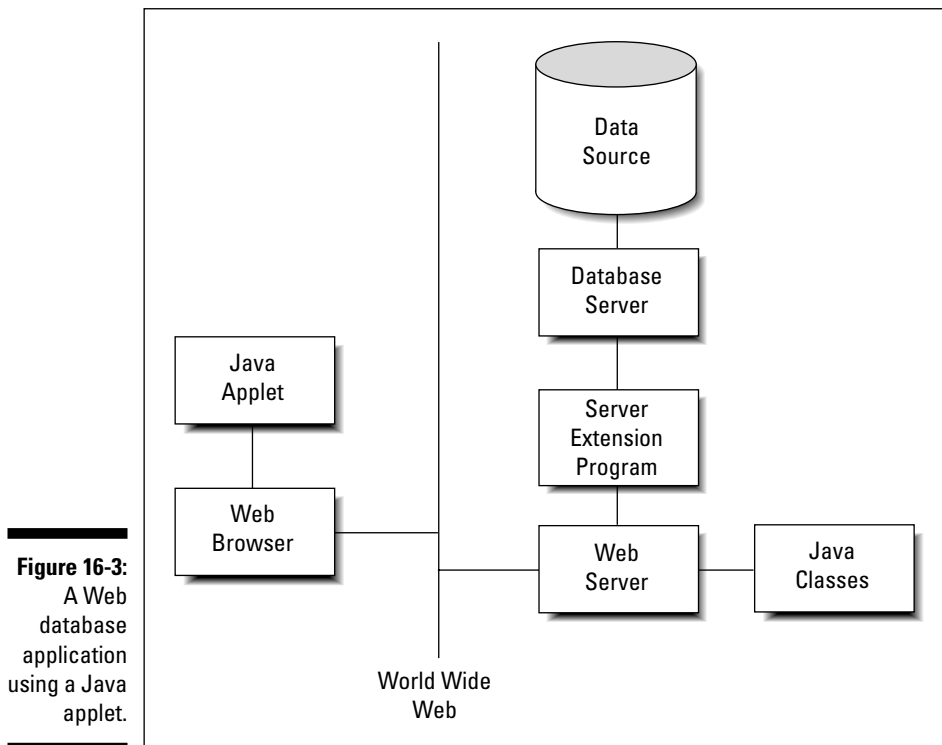 Data
Source
Database
Server
Java
Applet
Server
Extension
Program
Web
Browser
Web
Server
Java
Classes
World Wide
Web
Figure 16-3:
A Web
database
application
using a Java
applet.